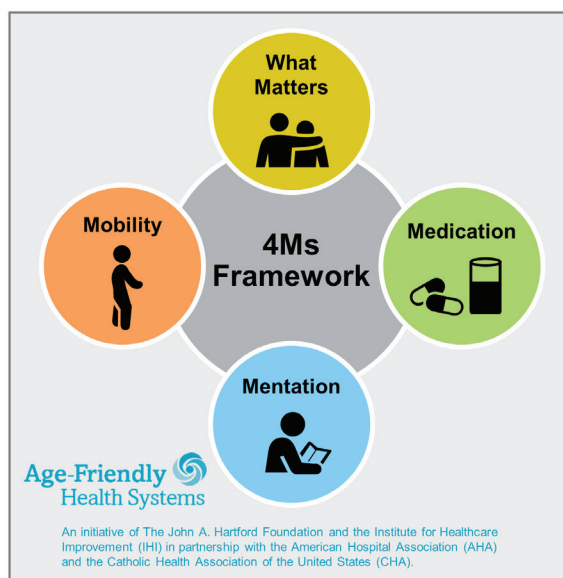 What
Matters
Mobility
4Ms
Framework
Medication
Mentation
Age-Friendly
Health Systems
An initiative of The John A. Hartford Foundation and the Institute for Healthcare
Improvement (IHI) in partnership with the American Hospital Association (AHA)
and the Catholic Health Association of the United States (CHA).